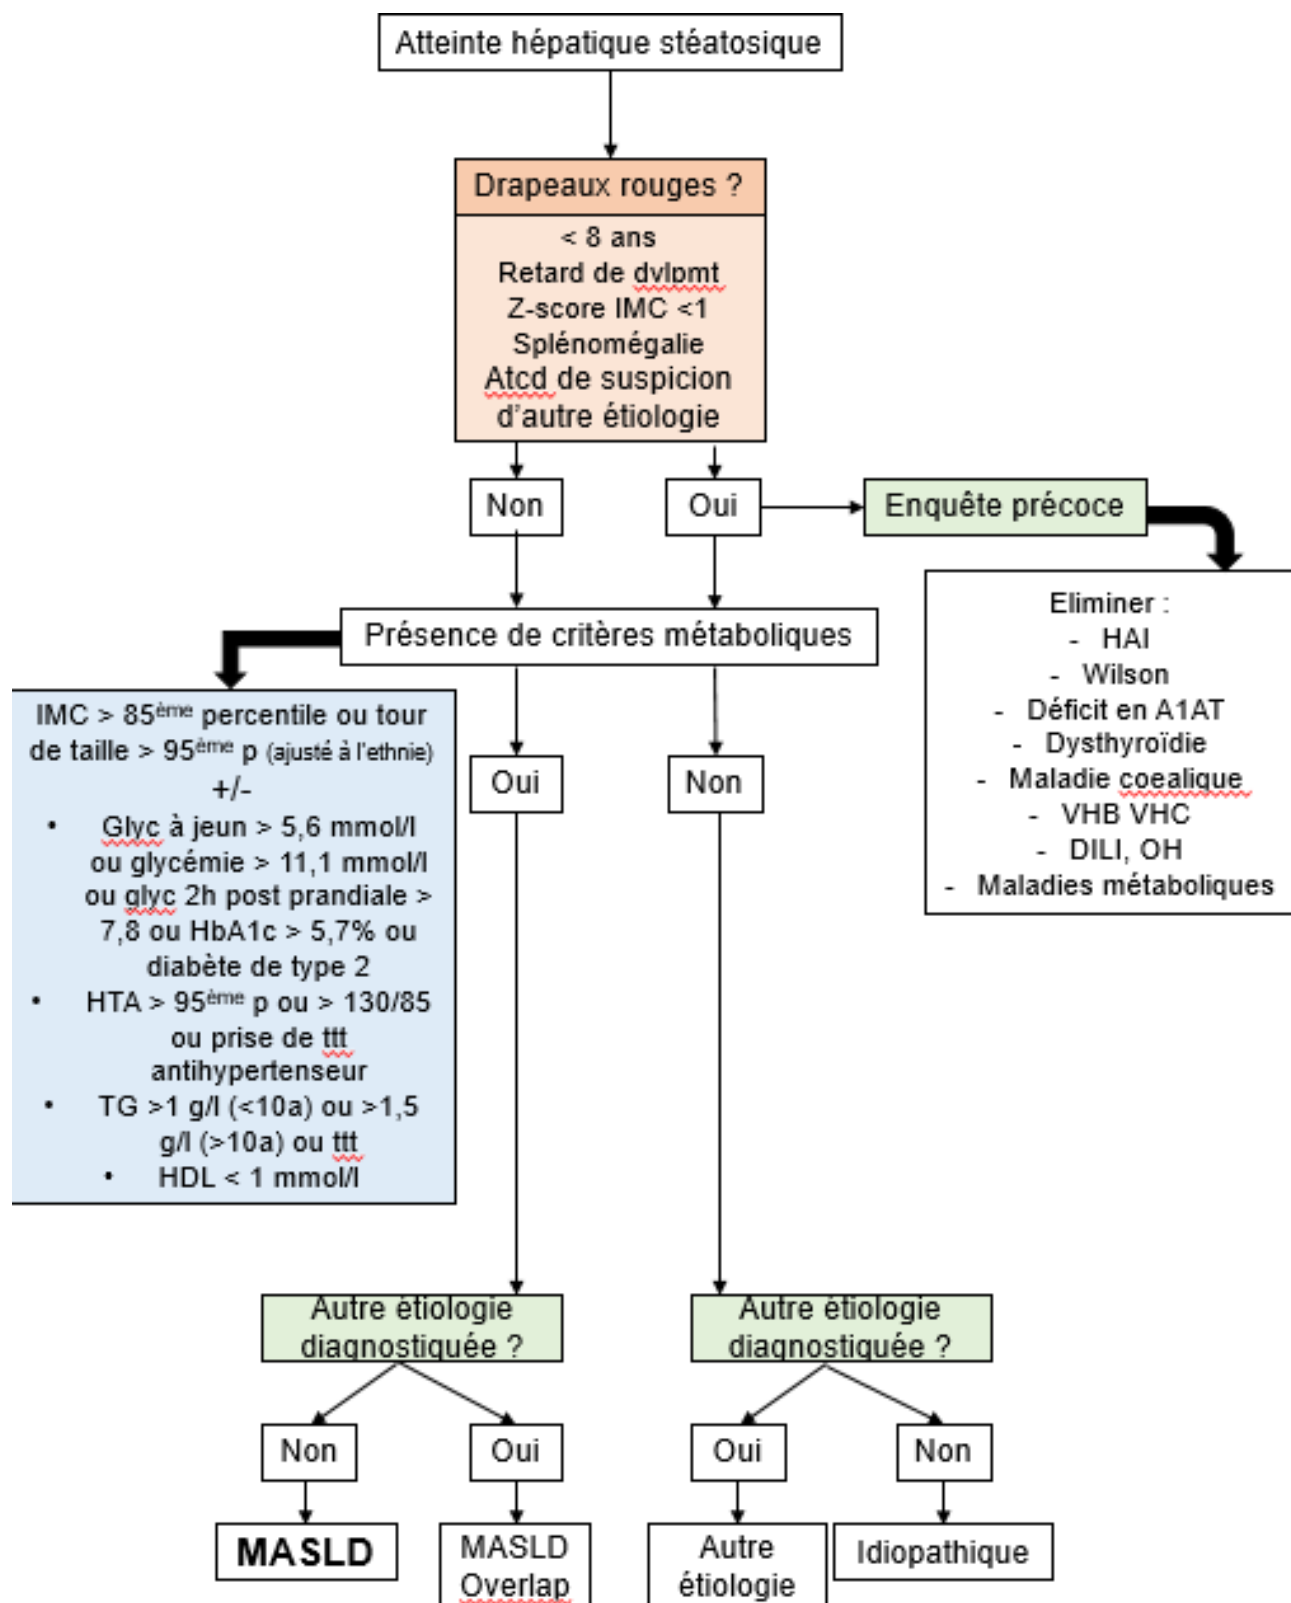 Atteinte hépatique stéatosique
Drapeaux rouges ?
< 8 ans
Retard de dvlpmt
Z-score IMC <1
Splénomégalie
Atcd de suspicion
d'autre étiologie
Non
Oui
Enquête précoce
Eliminer :
- HAI
- Wilson
- Déficit en A1AT
- Dysthyroïdie
- Maladie coealique
- VHB VHC
- DILI, OH
- Maladies métaboliques
Présence de critères métaboliques
IMC > 85ème percentile ou tour
de taille > 95ème p (ajusté à l'ethnie)
+/-
• Glyc à jeun > 5,6 mmol/l
ou glycémie > 11,1 mmol/l
ou glyc 2h post prandiale >
7,8 ou HbA1c > 5,7% ou
diabète de type 2
• HTA > 95ème p ou > 130/85
ou prise de ttt
antihypertenseur
• TG >1 g/l (<10a) ou >1,5
g/l (>10a) ou ttt
• HDL < 1 mmol/l
Oui
Non
Autre étiologie
diagnostiquée ?
Autre étiologie
diagnostiquée ?
Non
Oui
Oui
Non
MASLD
MASLD
Overlap
Autre
étiologie
Idiopathique